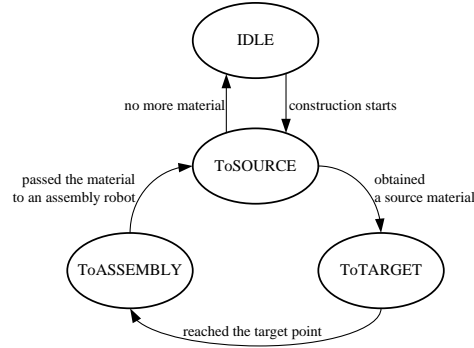 IDLE
no more material
construction starts
ToSOURCE
passed the material
to an assembly robot
obtained
a source material
ToASSEMBLY
ToTARGET
reached the target point